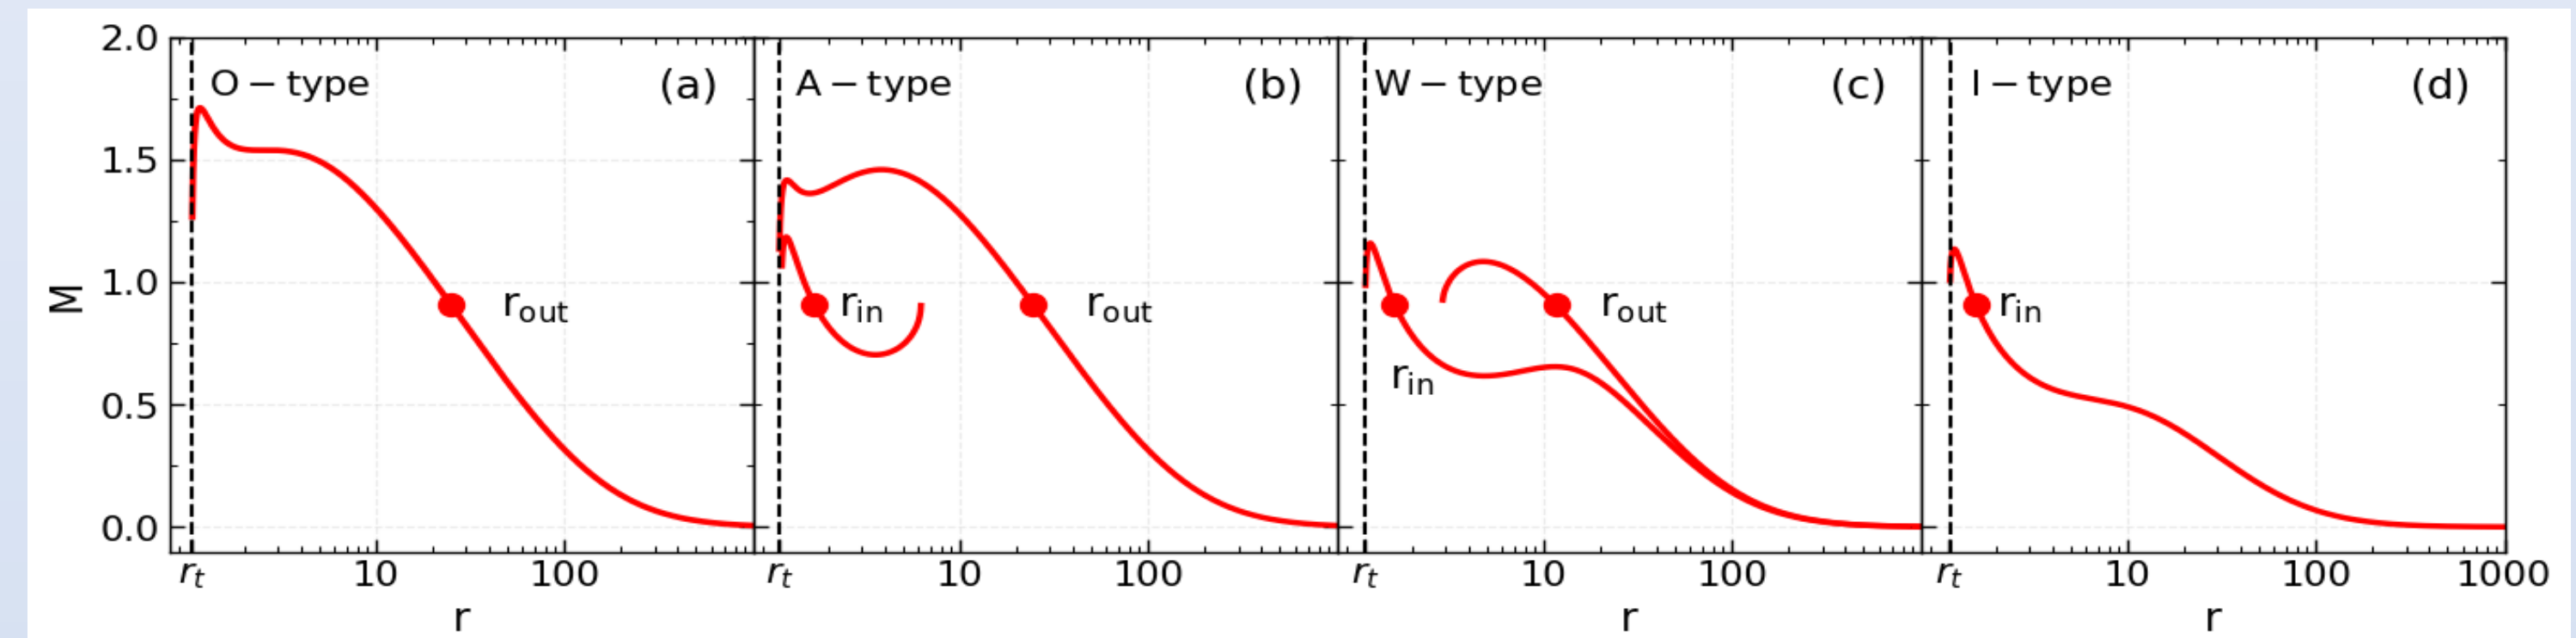 2.0
1.5
1.0
0.5
0.0
M
O – type (a)
r_out
r_t 10 100
r
A – type (b)
r_in r_out
r_t 10 100
W – type (c)
r_out
r_in
r_t 10 100
r
I – type (d)
r_in
r_t 10 100 1000
r